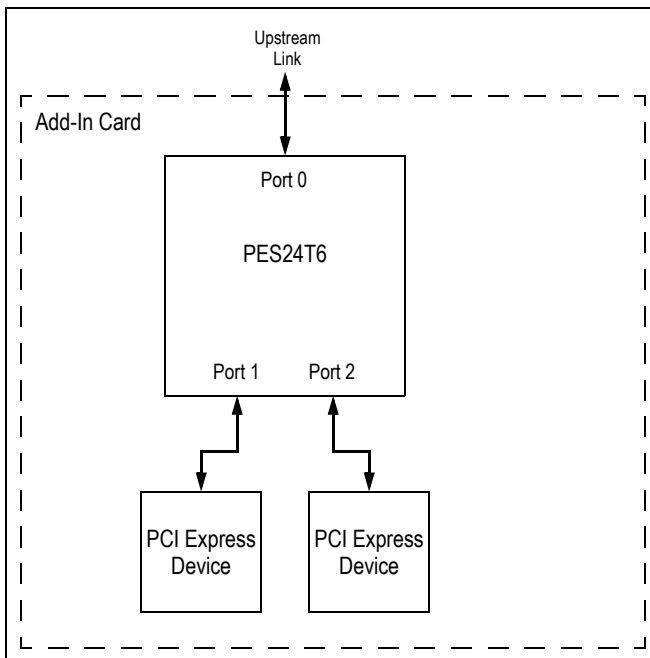 Upstream
Link
Add-In Card
Port 0
PES24T6
Port 1
Port 2
PCI Express
Device
PCI Express
Device